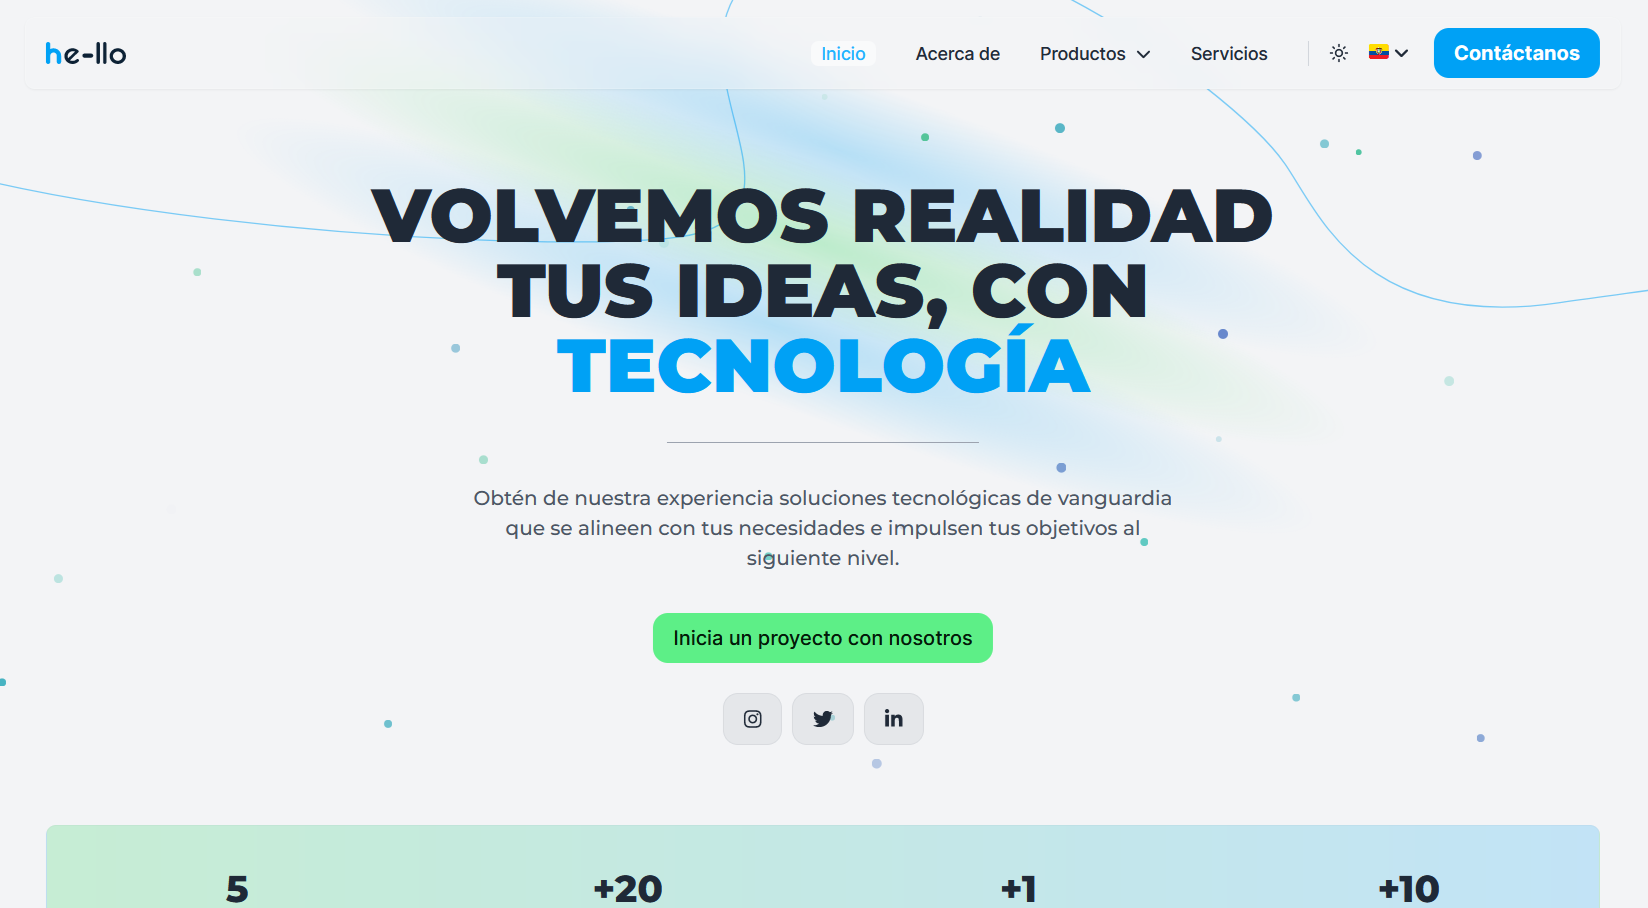 he-llo
Inicio
Acerca de
Productos
Servicios
Contáctanos
VOLVEMOS REALIDAD
TUS IDEAS, CON
TECNOLOGÍA
Obtén de nuestra experiencia soluciones tecnológicas de vanguardia
que se alineen con tus necesidades e impulsen tus objetivos al
siguiente nivel.
Inicia un proyecto con nosotros
5
+20
+1
+10